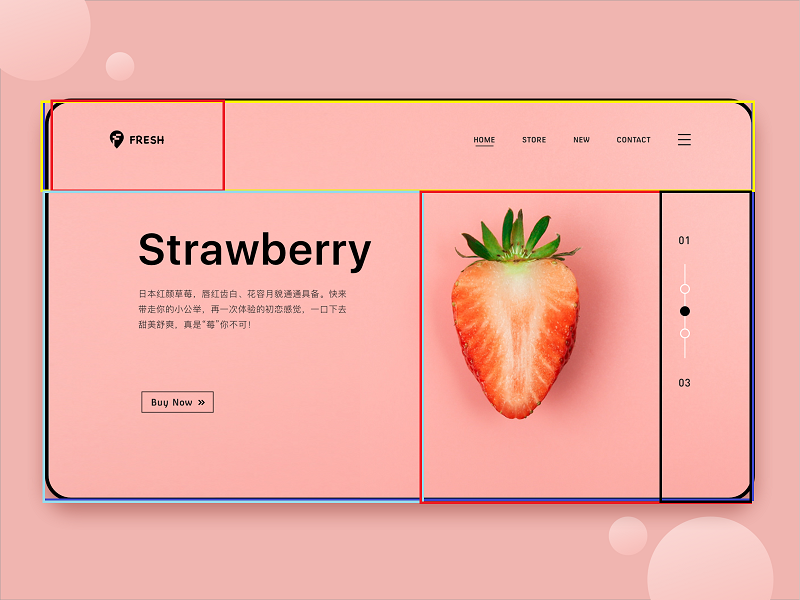 FRESH
HOME STORE NEW CONTACT
Strawberry
日本红颜草莓，唇红齿白、花容月貌通通具备。快来
带走你的小公举，再一次体验的初恋感觉，一口下去
甜美舒爽，真是“莓”你不可！
Buy Now »
01
03